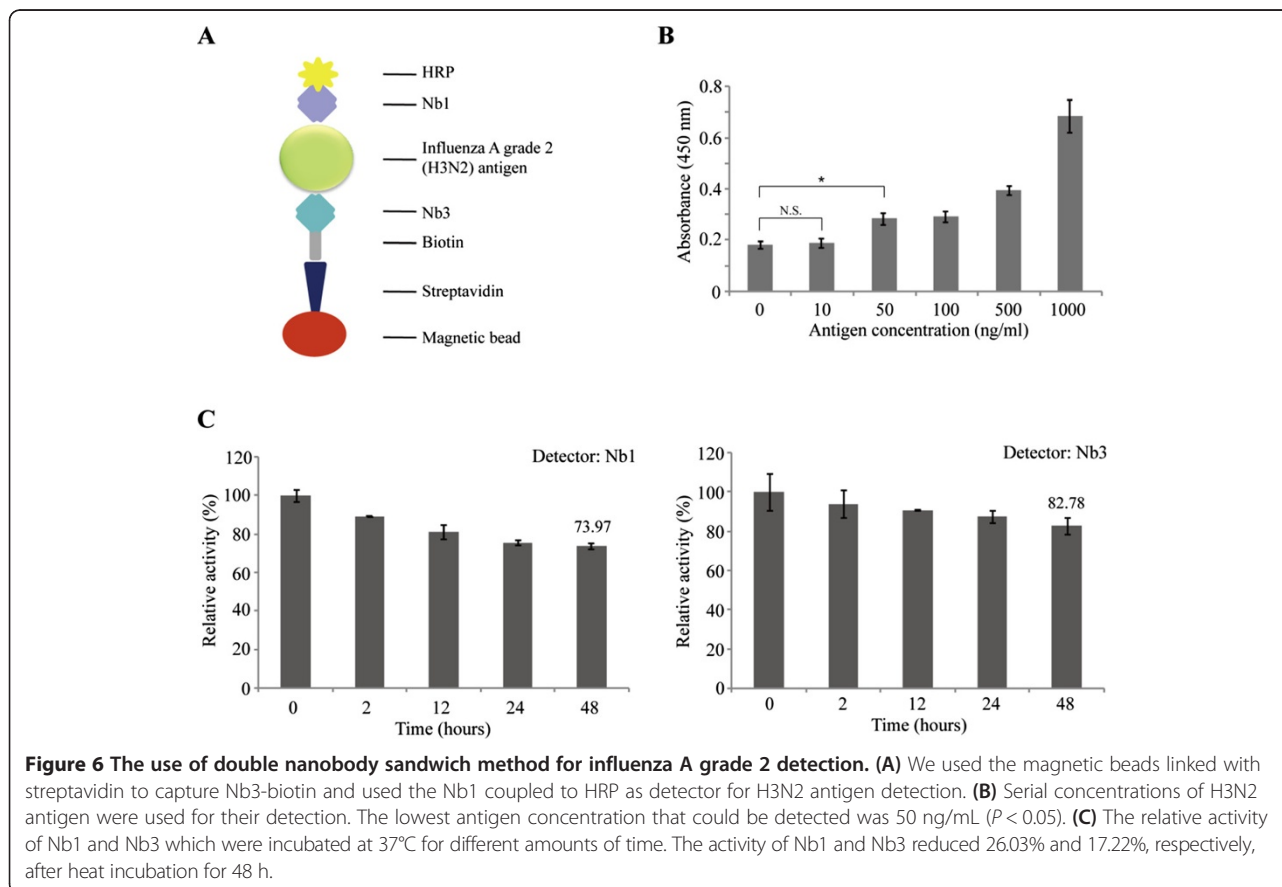 A
HRP
Nb1
Influenza A grade 2
(H3N2) antigen
Nb3
Biotin
Streptavidin
Magnetic bead
B
Absorbance (450 nm)
0.8
0.6
0.4
0.2
0
*
N.S.
0 10 50 100 500 1000
Antigen concentration (ng/ml)
C
Detector: Nb1
Relative activity (%)
120
100
80
60
40
20
0
73.97
0 2 12 24 48
Time (hours)
Detector: Nb3
Relative activity (%)
120
100
80
60
40
20
0
82.78
0 2 12 24 48
Time (hours)
Figure 6 The use of double nanobody sandwich method for influenza A grade 2 detection. (A) We used the magnetic beads linked with
streptavidin to capture Nb3-biotin and used the Nb1 coupled to HRP as detector for H3N2 antigen detection. (B) Serial concentrations of H3N2
antigen were used for their detection. The lowest antigen concentration that could be detected was 50 ng/mL (P < 0.05). (C) The relative activity
of Nb1 and Nb3 which were incubated at 37°C for different amounts of time. The activity of Nb1 and Nb3 reduced 26.03% and 17.22%, respectively,
after heat incubation for 48 h.